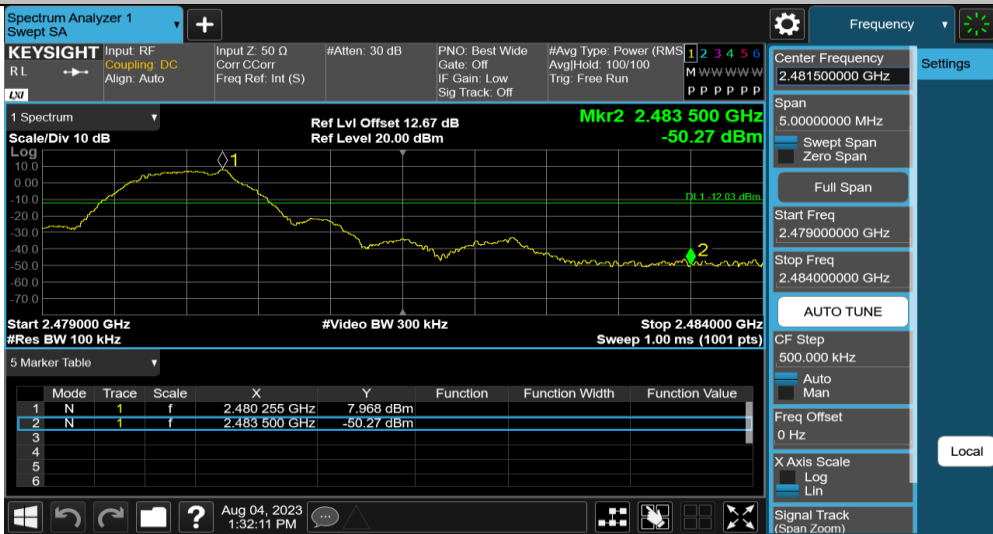 Spectrum Analyzer 1
Swept SA
+
Frequency
KEYSIGHT
RL
LXI
Input: RF
Coupling: DC
Align: Auto
Input Z: 50 Ω
Corr CCorr
Freq Ref: Int (S)
#Atten: 30 dB
PNO: Best Wide
Gate: Off
IF Gain: Low
Sig Track: Off
#Avg Type: Power (RMS
Avg|Hold: 100/100
Trig: Free Run
1 2 3 4 5 6
M W W W W W
P P P P P P
1 Spectrum
Scale/Div 10 dB
Ref Lvl Offset 12.67 dB
Ref Level 20.00 dBm
Mkr2 2.483 500 GHz
-50.27 dBm
Log
10.0
0.00
-10.0
-20.0
-30.0
-40.0
-50.0
-60.0
-70.0
1
DL1 -12.03 dBm
2
Start 2.479000 GHz
#Res BW 100 kHz
#Video BW 300 kHz
Stop 2.484000 GHz
Sweep 1.00 ms (1001 pts)
5 Marker Table
Mode Trace Scale X Y Function Function Width Function Value
1 N 1 f 2.480 255 GHz 7.968 dBm
2 N 1 f 2.483 500 GHz -50.27 dBm
3
4
5
6
?
Aug 04, 2023
1:32:11 PM
Center Frequency
2.481500000 GHz
Span
5.00000000 MHz
Swept Span
Zero Span
Full Span
Start Freq
2.479000000 GHz
Stop Freq
2.484000000 GHz
AUTO TUNE
CF Step
500.000 kHz
Auto
Man
Freq Offset
0 Hz
X Axis Scale
Log
Lin
Signal Track
(Span Zoom)
Settings
Local